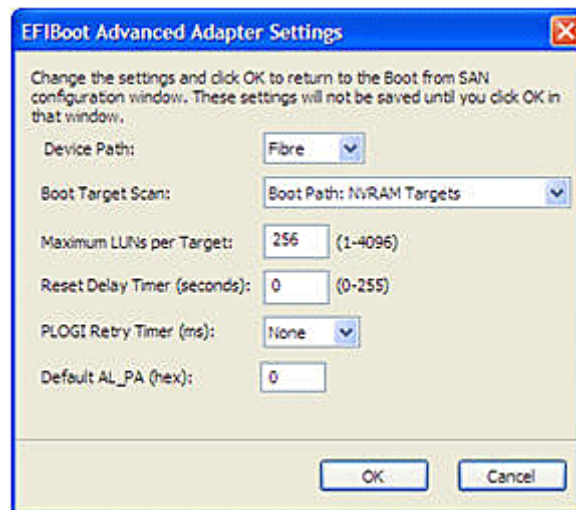 EFIBoot Advanced Adapter Settings
Change the settings and click OK to return to the Boot from SAN
configuration window. These settings will not be saved until you click OK in
that window.
Device Path: Fibre
Boot Target Scan: Boot Path: NVRAM Targets
Maximum LUNs per Target: 256 (1-4096)
Reset Delay Timer (seconds): 0 (0-255)
PLOGI Retry Timer (ms): None
Default AL_PA (hex): 0
OK Cancel